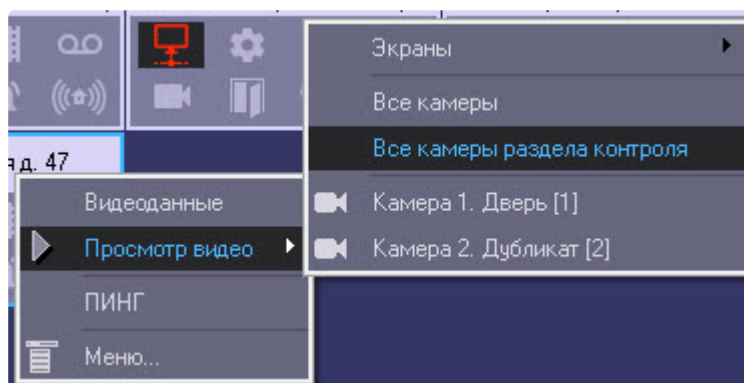 Экраны
Все камеры
Все камеры раздела контроля
Камера 1. Дверь [1]
Камера 2. Дубликат [2]
д. 47
Видеоданные
Просмотр видео
ПИНГ
Меню...